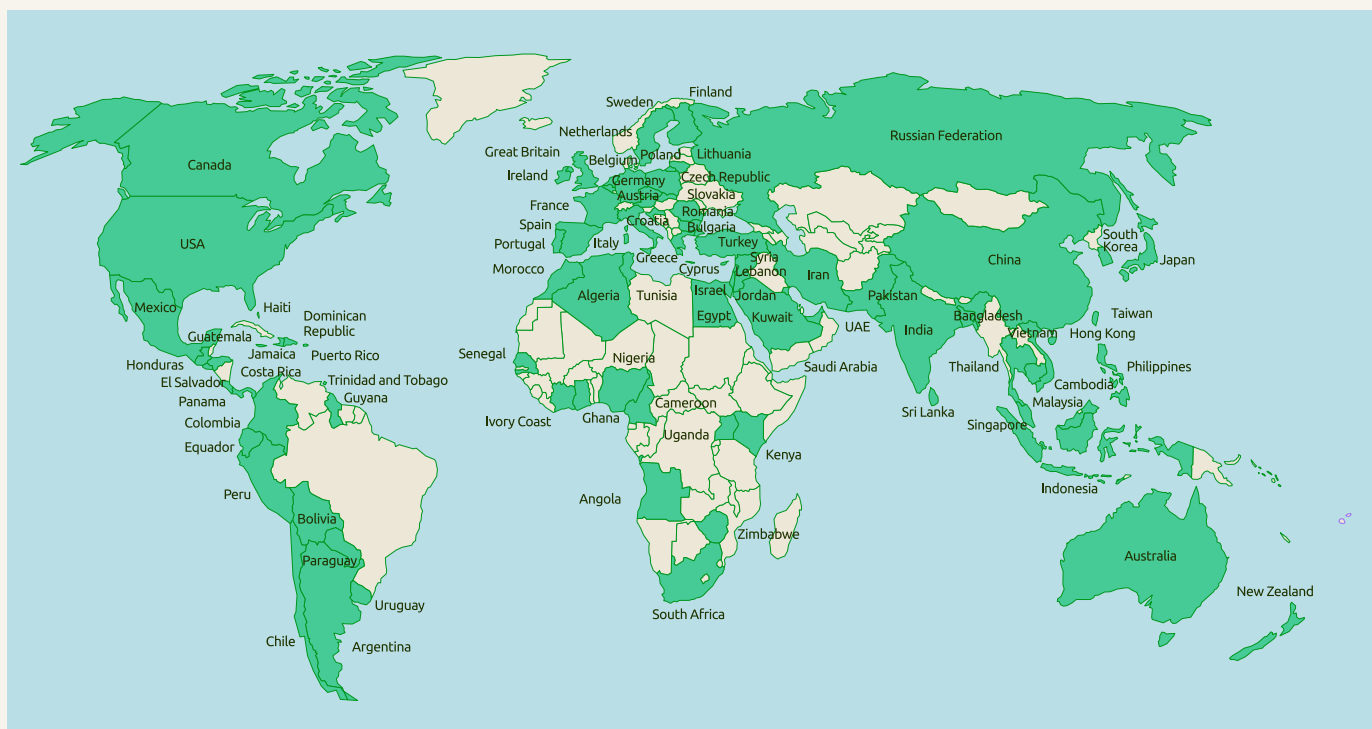 Finland
Sweden
Netherlands
Russian Federation
Great Britain
Belgium
Poland
Lithuania
Canada
Ireland
Germany
Czech Republic
Austria
Slovakia
France
Romania
Croatia
Bulgaria
Spain
USA
Portugal
Italy
Turkey
South
Korea
Greece
Syria
China
Japan
Morocco
Cyprus
Lebanon
Iran
Mexico
Haiti
Algeria
Tunisia
Israel
Jordan
Pakistan
Dominican
Republic
Egypt
Kuwait
Bangladesh
Taiwan
Guatemala
UAE
India
Vietnam
Hong Kong
Jamaica
Puerto Rico
Senegal
Nigeria
Honduras
Costa Rica
Saudi Arabia
Thailand
Philippines
El Salvador
Trinidad and Tobago
Cambodia
Panama
Guyana
Cameroon
Malaysia
Colombia
Ivory Coast
Ghana
Sri Lanka
Singapore
Equador
Uganda
Kenya
Peru
Angola
Indonesia
Bolivia
Zimbabwe
Paraguay
Australia
Uruguay
South Africa
New Zealand
Chile
Argentina